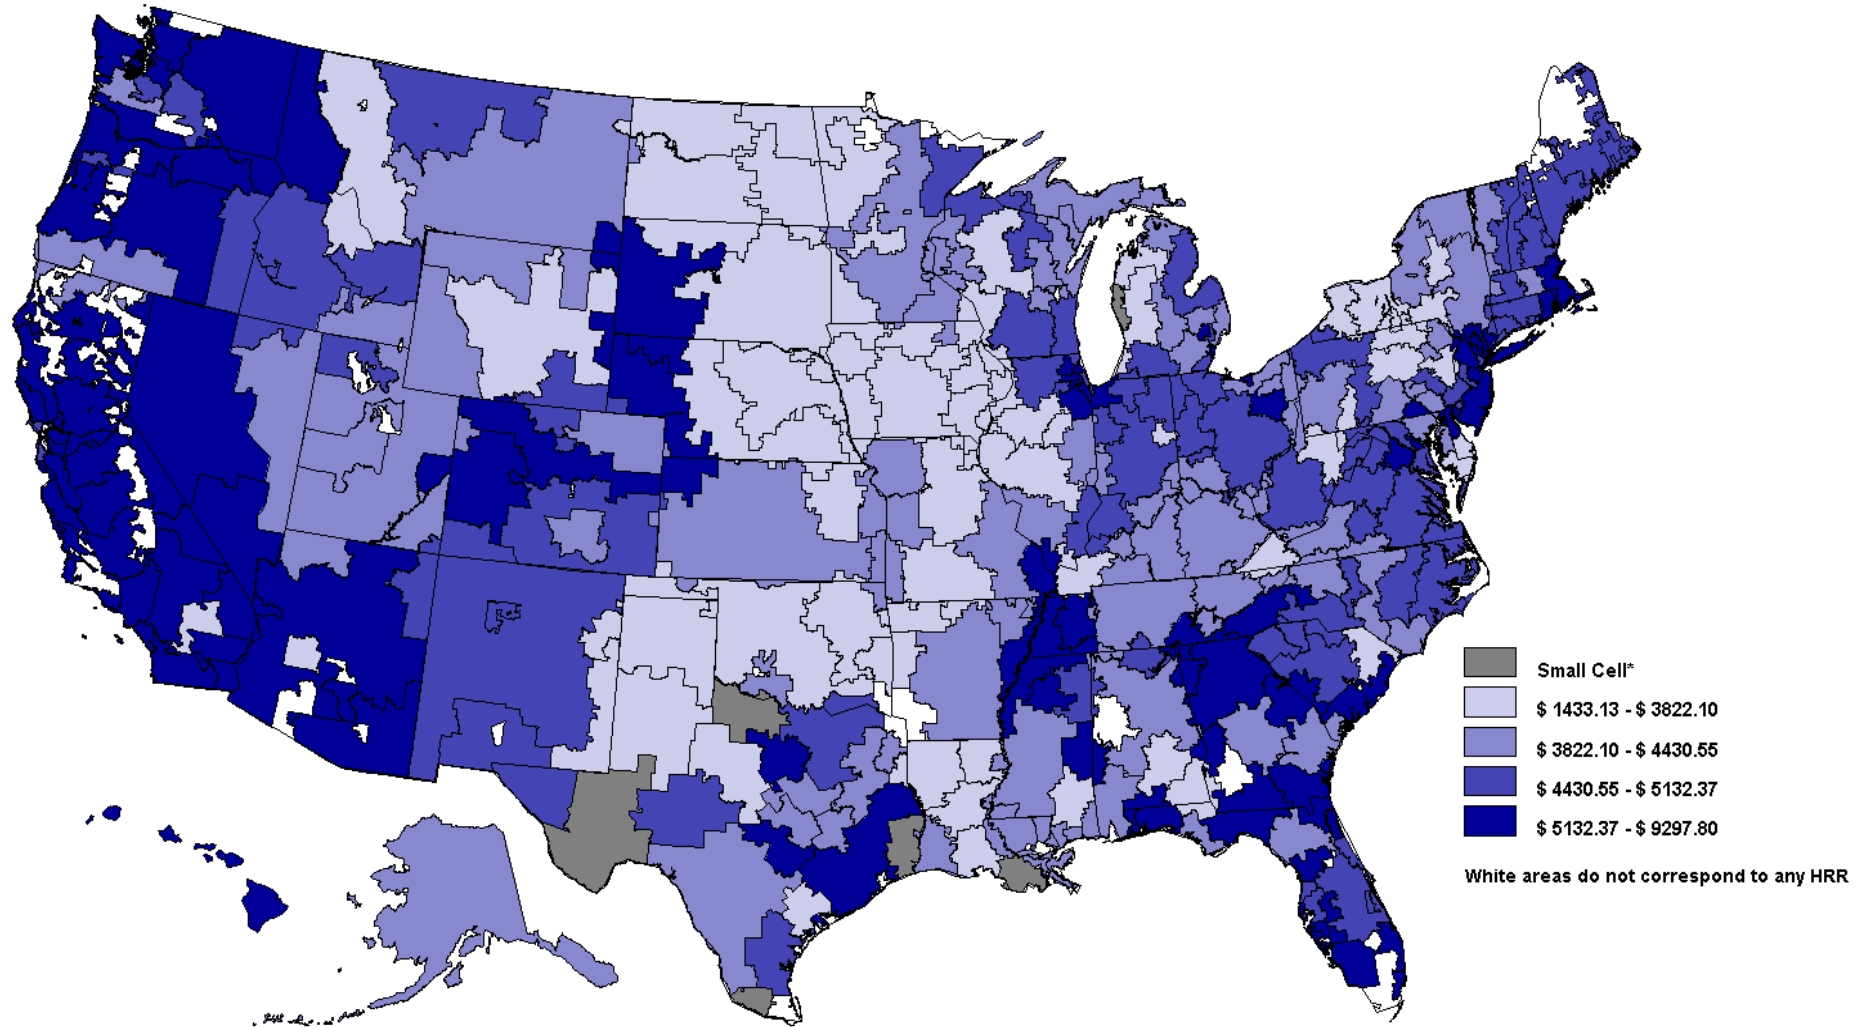 Small Cell*
$ 1433.13 - $ 3822.10
$ 3822.10 - $ 4430.55
$ 4430.55 - $ 5132.37
$ 5132.37 - $ 9297.80
White areas do not correspond to any HRR